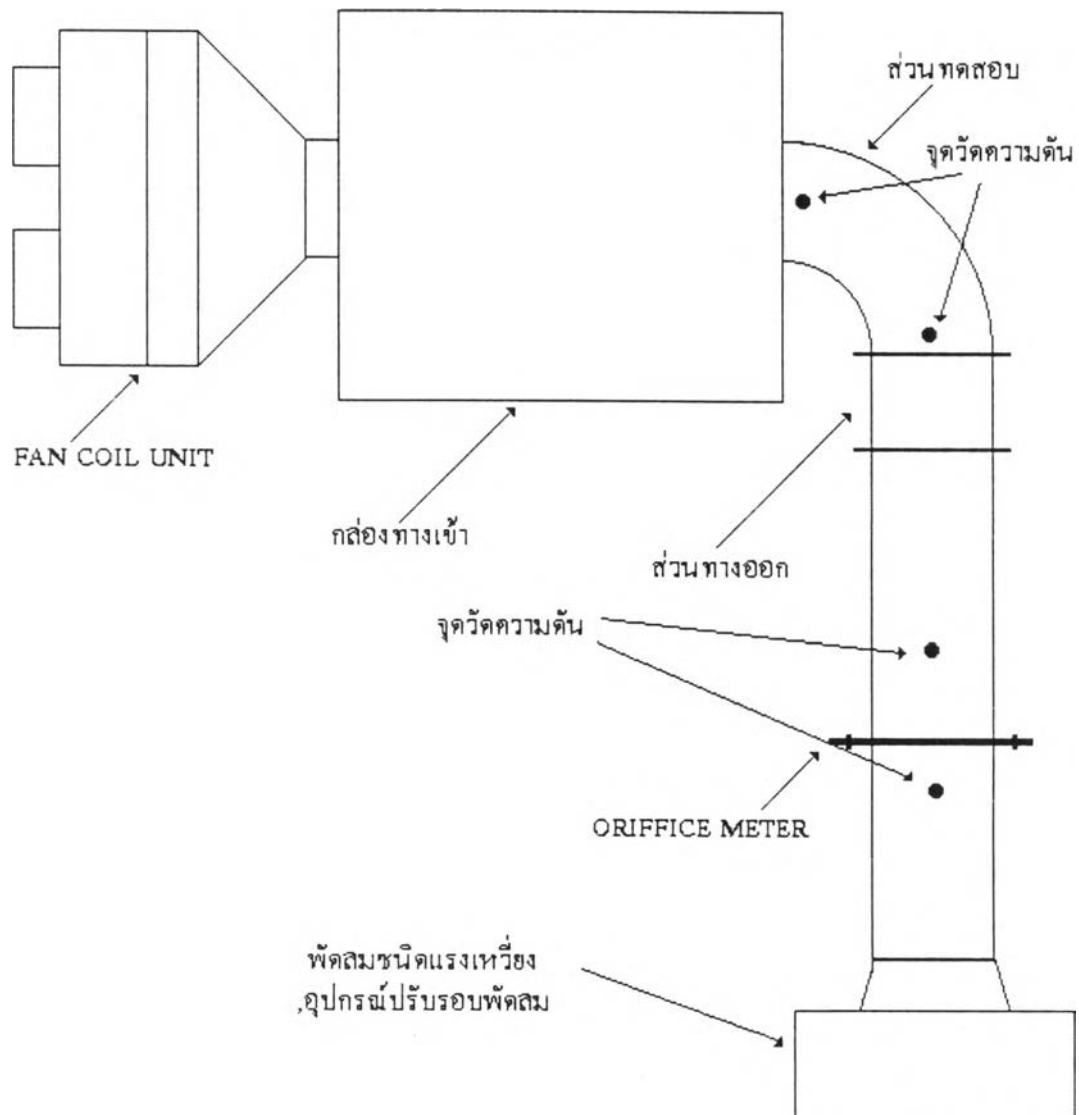 ส่วนทดสอบ
จุดวัดความดัน
FAN COIL UNIT
กล่องทางเข้า
ส่วนทางออก
จุดวัดความดัน
ORIFFICE METER
พัดลมชนิดแรงเหวี่ยง
,อุปกรณ์ปรับรอบพัดลม